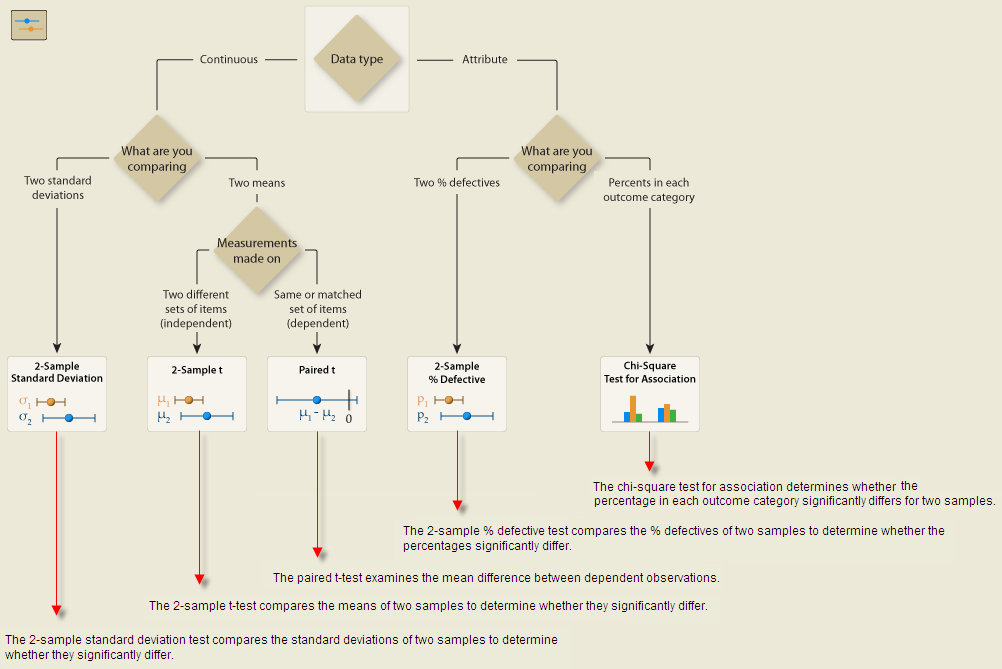 Data type
Continuous
Attribute
What are you
comparing
What are you
comparing
Two standard
deviations
Two means
Two % defectives
Percents in each
outcome category
Measurements
made on
Two different
sets of items
(independent)
Same or matched
set of items
(dependent)
2-Sample
Standard Deviation
σ1
σ2
2-Sample t
μ1
μ2
Paired t
μ1 - μ2 0
2-Sample
% Defective
p1
p2
Chi-Square
Test for Association
The chi-square test for association determines whether the
percentage in each outcome category significantly differs for two samples.
The 2-sample % defective test compares the % defectives of two samples to determine whether the
percentages significantly differ.
The paired t-test examines the mean difference between dependent observations.
The 2-sample t-test compares the means of two samples to determine whether they significantly differ.
The 2-sample standard deviation test compares the standard deviations of two samples to determine
whether they significantly differ.